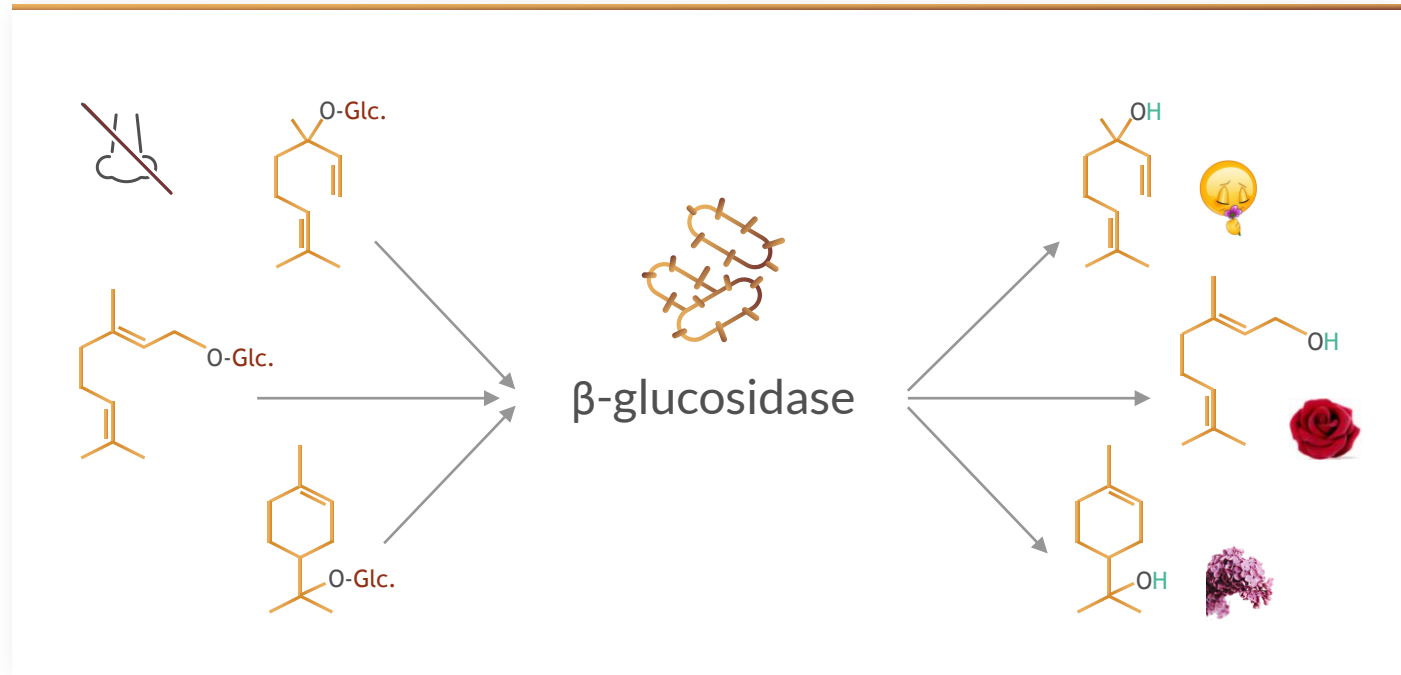 O-Glc.
OH
O-Glc.
OH
β-glucosidase
O-Glc.
OH